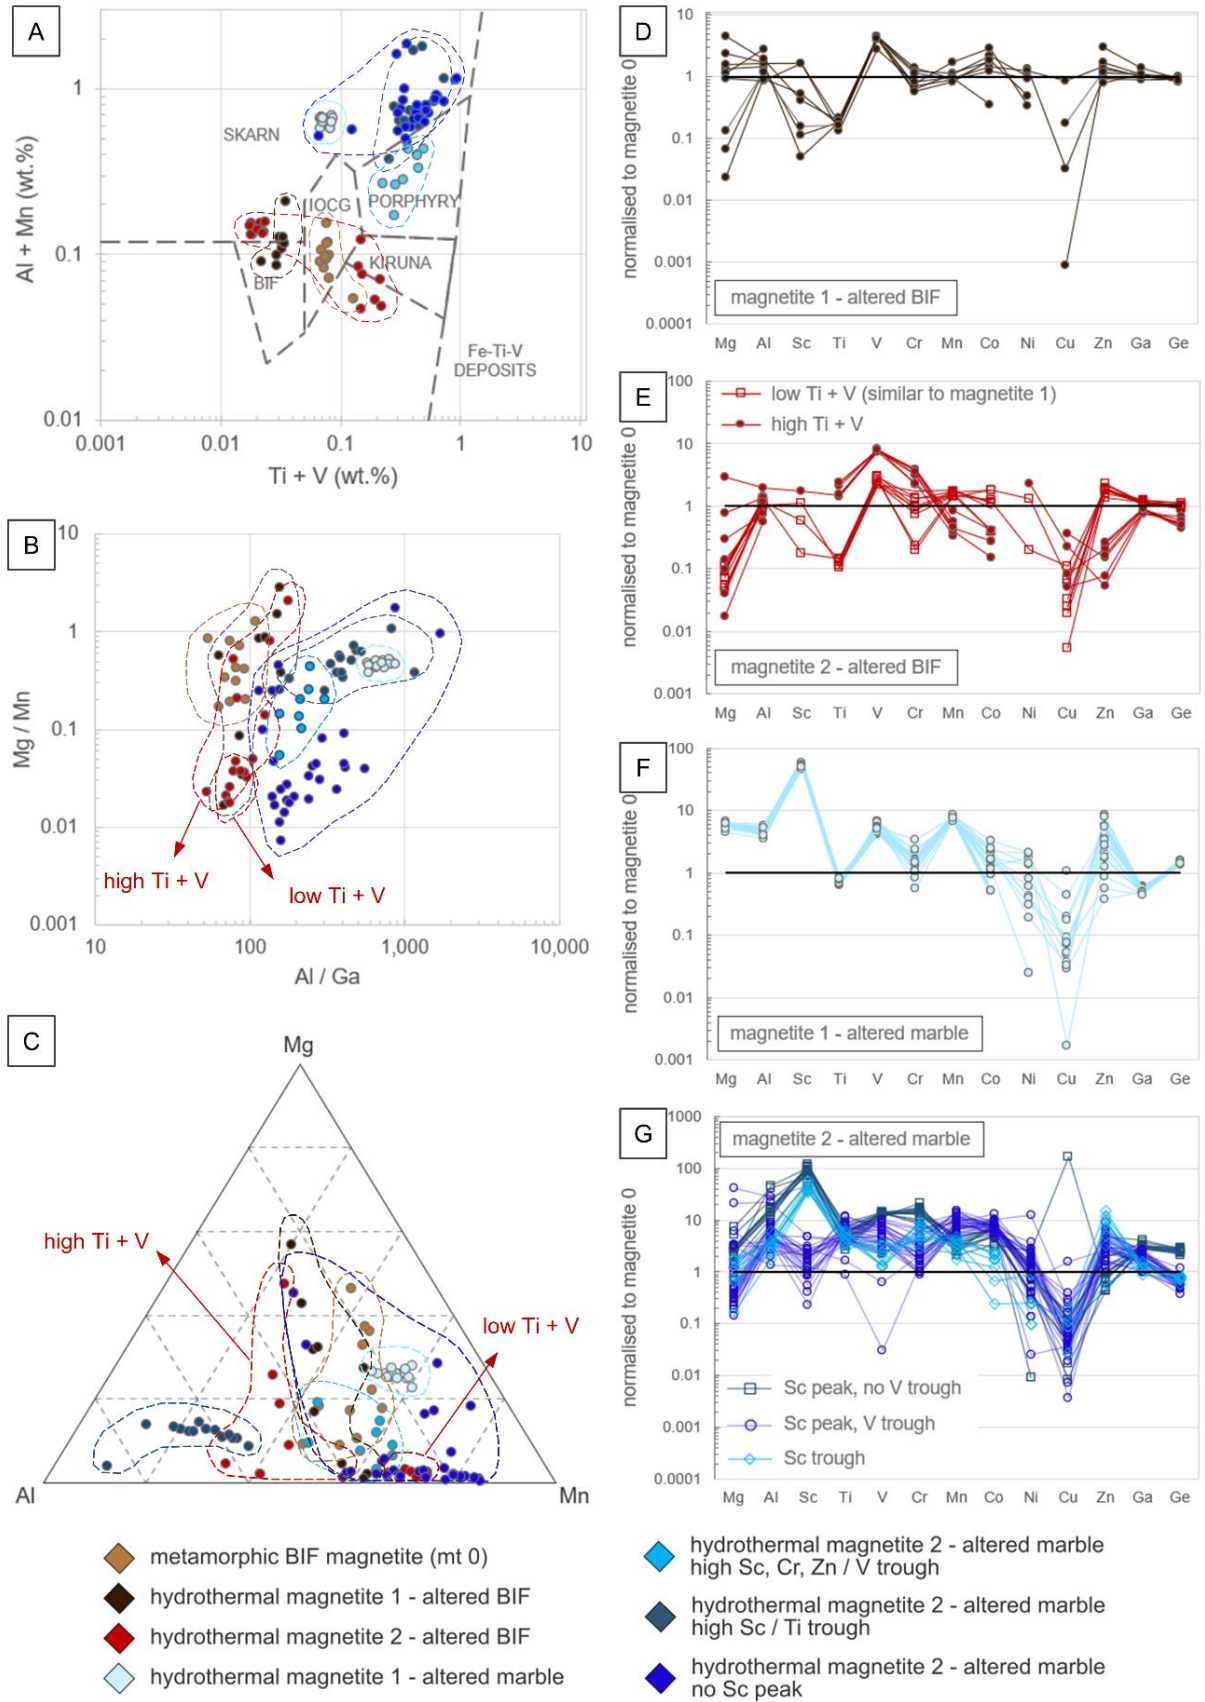 A
Al + Mn (wt.%)
1
0.1
0.01
SKARN
IOCG
PORPHYRY
BIF
KIRUNA
Fe-Ti-V
DEPOSITS
0.001
0.01
0.1
1
10
Ti + V (wt.%)
B
Mg / Mn
10
1
0.1
0.01
0.001
high Ti + V
low Ti + V
10
100
1,000
10,000
Al / Ga
C
Mg
high Ti + V
low Ti + V
Al
Mn
D
normalised to magnetite 0
10
1
0.1
0.01
0.001
0.0001
magnetite 1 - altered BIF
Mg Al Sc Ti V Cr Mn Co Ni Cu Zn Ga Ge
E
normalised to magnetite 0
100
10
1
0.1
0.01
0.001
low Ti + V (similar to magnetite 1)
high Ti + V
magnetite 2 - altered BIF
Mg Al Sc Ti V Cr Mn Co Ni Cu Zn Ga Ge
F
normalised to magnetite 0
100
10
1
0.1
0.01
0.001
magnetite 1 - altered marble
Mg Al Sc Ti V Cr Mn Co Ni Cu Zn Ga Ge
G
normalised to magnetite 0
1000
100
10
1
0.1
0.01
0.001
0.0001
magnetite 2 - altered marble
Sc peak, no V trough
Sc peak, V trough
Sc trough
Mg Al Sc Ti V Cr Mn Co Ni Cu Zn Ga Ge
metamorphic BIF magnetite (mt 0)
hydrothermal magnetite 1 - altered BIF
hydrothermal magnetite 2 - altered BIF
hydrothermal magnetite 1 - altered marble
hydrothermal magnetite 2 - altered marble
high Sc, Cr, Zn / V trough
hydrothermal magnetite 2 - altered marble
high Sc / Ti trough
hydrothermal magnetite 2 - altered marble
no Sc peak